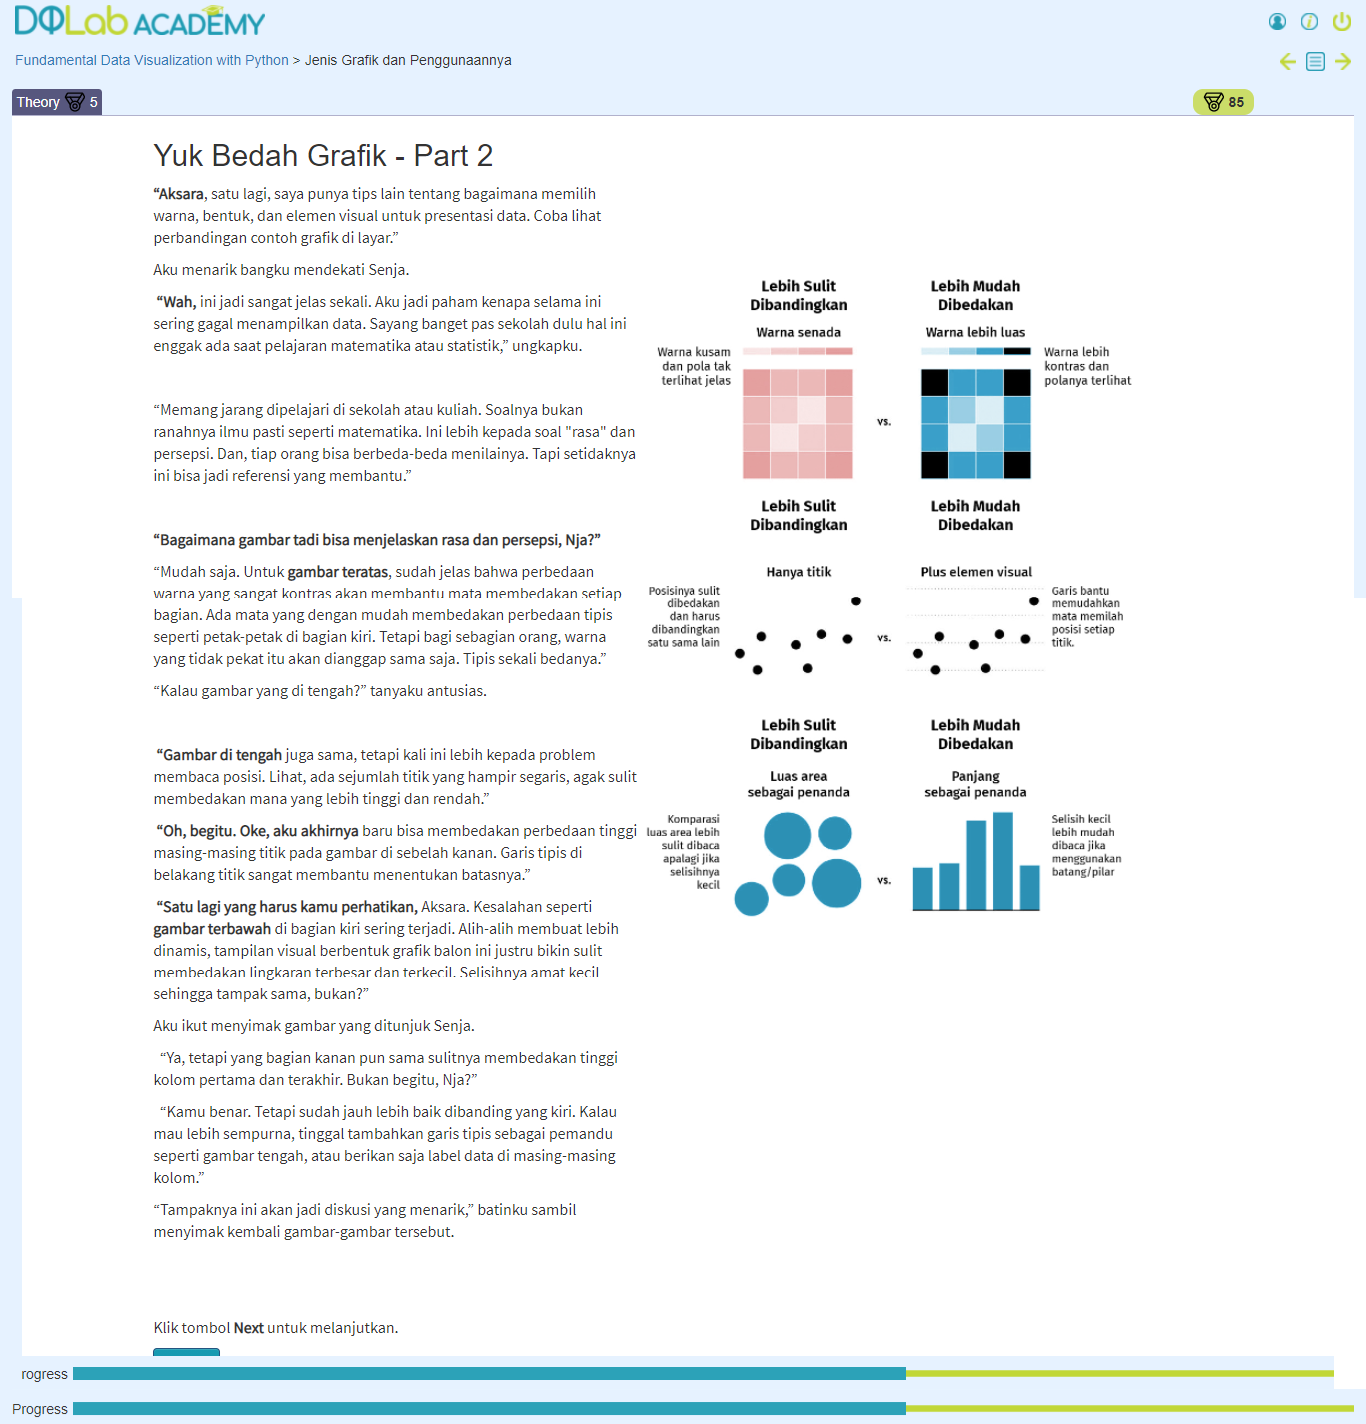 DQLab ACADEMY
Fundamental Data Visualization with Python > Jenis Grafik dan Penggunaannya
Theory 5
85
Yuk Bedah Grafik - Part 2
“Aksara, satu lagi, saya punya tips lain tentang bagaimana memilih
warna, bentuk, dan elemen visual untuk presentasi data. Coba lihat
perbandingan contoh grafik di layar.”
Aku menarik bangku mendekati Senja.
“Wah, ini jadi sangat jelas sekali. Aku jadi paham kenapa selama ini
sering gagal menampilkan data. Sayang banget pas sekolah dulu hal ini
enggak ada saat pelajaran matematika atau statistik,” ungkapku.
“Memang jarang dipelajari di sekolah atau kuliah. Soalnya bukan
ranahnya ilmu pasti seperti matematika. Ini lebih kepada soal "rasa" dan
persepsi. Dan, tiap orang bisa berbeda-beda menilainya. Tapi setidaknya
ini bisa jadi referensi yang membantu.”
“Bagaimana gambar tadi bisa menjelaskan rasa dan persepsi, Nja?”
“Mudah saja. Untuk gambar teratas, sudah jelas bahwa perbedaan
warna yang sangat kontras akan membantu mata membedakan setiap
bagian. Ada mata yang dengan mudah membedakan perbedaan tipis
seperti petak-petak di bagian kiri. Tetapi bagi sebagian orang, warna
yang tidak pekat itu akan dianggap sama saja. Tipis sekali bedanya.”
“Kalau gambar yang di tengah?” tanyaku antusias.
“Gambar di tengah juga sama, tetapi kali ini lebih kepada problem
membaca posisi. Lihat, ada sejumlah titik yang hampir segaris, agak sulit
membedakan mana yang lebih tinggi dan rendah.”
“Oh, begitu. Oke, aku akhirnya baru bisa membedakan perbedaan tinggi
masing-masing titik pada gambar di sebelah kanan. Garis tipis di
belakang titik sangat membantu menentukan batasnya.”
“Satu lagi yang harus kamu perhatikan, Aksara. Kesalahan seperti
gambar terbawah di bagian kiri sering terjadi. Alih-alih membuat lebih
dinamis, tampilan visual berbentuk grafik balon ini justru bikin sulit
membedakan lingkaran terbesar dan terkecil. Selisihnya amat kecil
sehingga tampak sama, bukan?”
Aku ikut menyimak gambar yang ditunjuk Senja.
“Ya, tetapi yang bagian kanan pun sama sulitnya membedakan tinggi
kolom pertama dan terakhir. Bukan begitu, Nja?”
“Kamu benar. Tetapi sudah jauh lebih baik dibanding yang kiri. Kalau
mau lebih sempurna, tinggal tambahkan garis tipis sebagai pemandu
seperti gambar tengah, atau berikan saja label data di masing-masing
kolom.”
“Tampaknya ini akan jadi diskusi yang menarik,” batinku sambil
menyimak kembali gambar-gambar tersebut.
Klik tombol Next untuk melanjutkan.
Lebih Sulit
Dibandingkan
Lebih Mudah
Dibedakan
Warna senada
Warna lebih luas
Warna kusam
dan pola tak
terlihat jelas
vs.
Warna lebih
kontras dan
polanya terlihat
Lebih Sulit
Dibandingkan
Lebih Mudah
Dibedakan
Hanya titik
Plus elemen visual
Posisinya sulit
dibedakan
dan harus
dibandingkan
satu sama lain
vs.
Garis bantu
memudahkan
mata memilah
posisi setiap
titik.
Lebih Sulit
Dibandingkan
Lebih Mudah
Dibedakan
Luas area
sebagai penanda
Panjang
sebagai penanda
Komparasi
luas area lebih
sulit dibaca
apalagi jika
selisihnya
kecil
vs.
Selisih kecil
lebih mudah
dibaca jika
menggunakan
batang/pilar
rogress
Progress